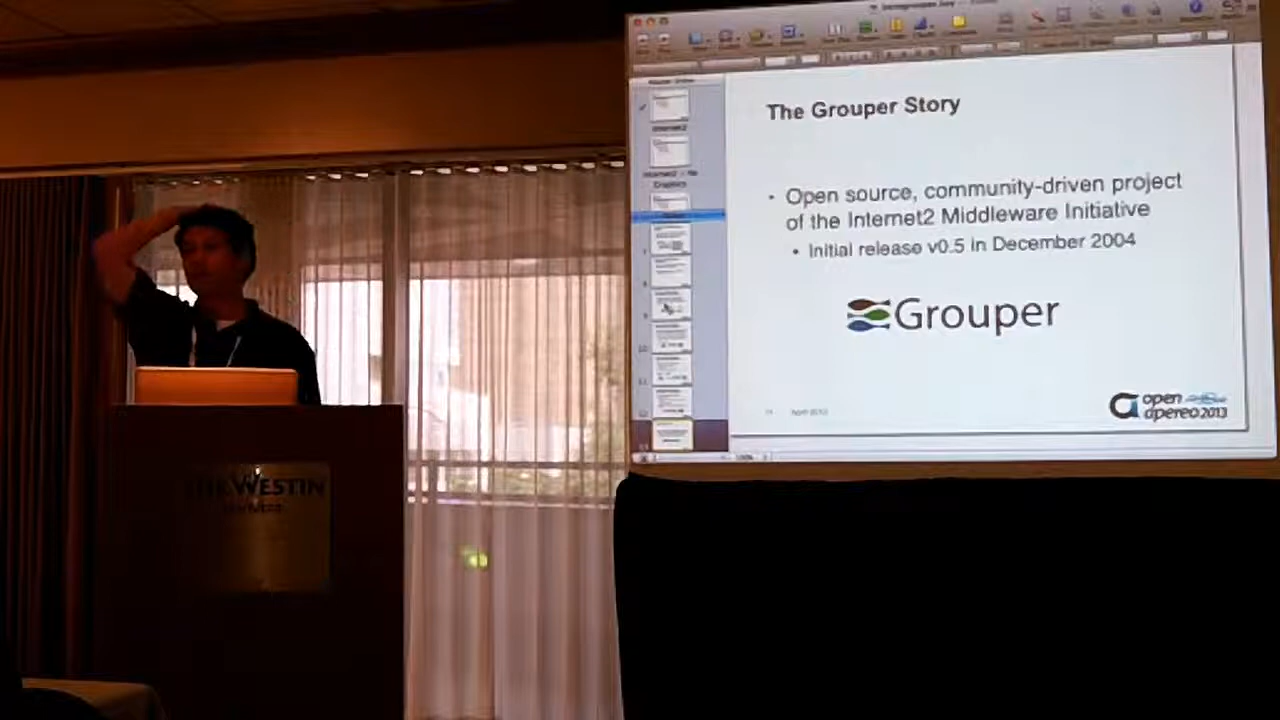 The Grouper Story
• Open source, community-driven project
of the Internet2 Middleware Initiative
• Initial release v0.5 in December 2004
Grouper
open
apereo 2013
WESTIN